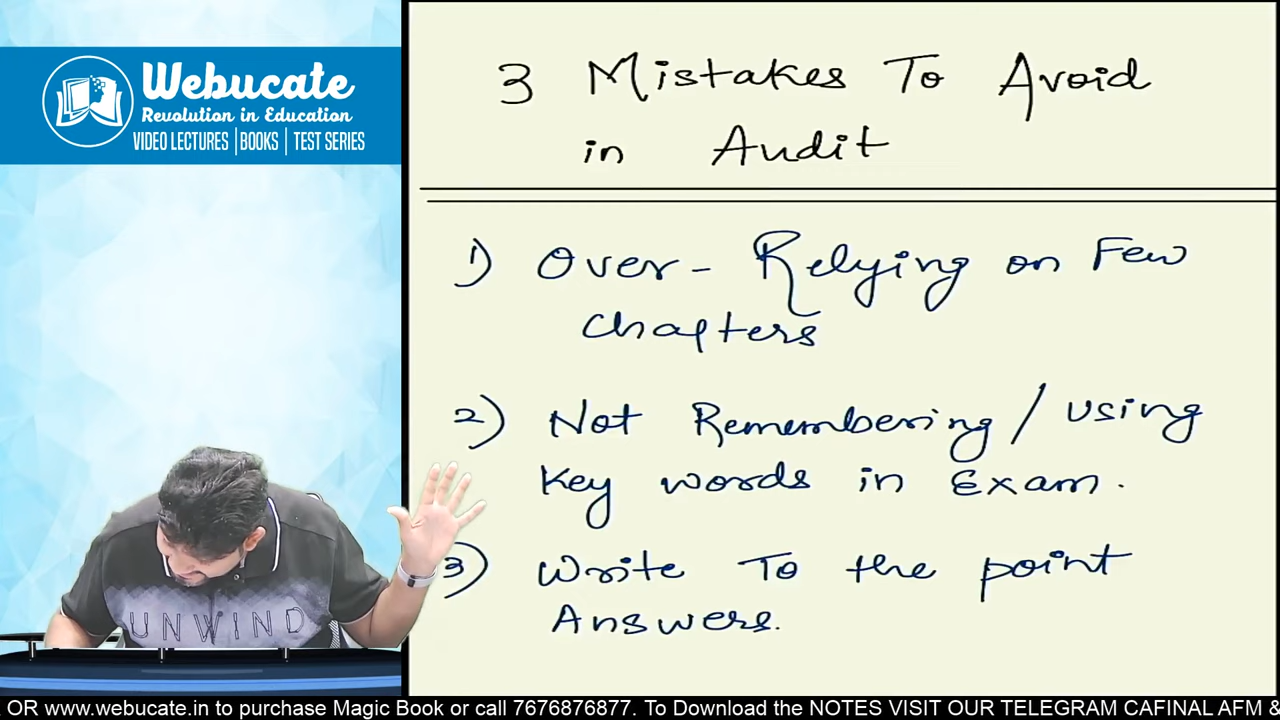 Webucate
Revolution in Education
VIDEO LECTURES | BOOKS | TEST SERIES
3 Mistakes To Avoid
in Audit
1) Over-Relying on Few
Chapters
2) Not Remembering / using
Key words in Exam.
3) Write To the point
Answers.
UNWIND
OR www.webucate.in to purchase Magic Book or call 7676876877. To Download the NOTES VISIT OUR TELEGRAM CAFINAL AFM &